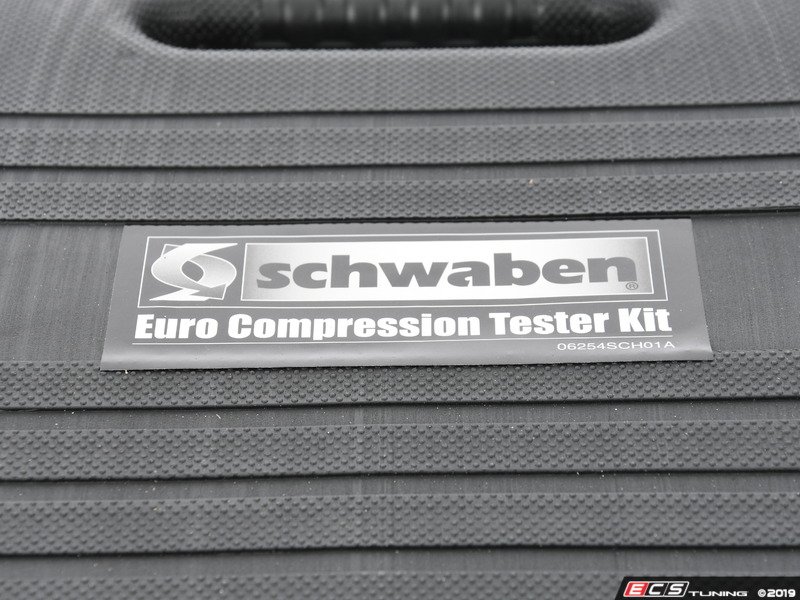 schwaben®
Euro Compression Tester Kit
06254SCH01A
ECS TUNING ©2019